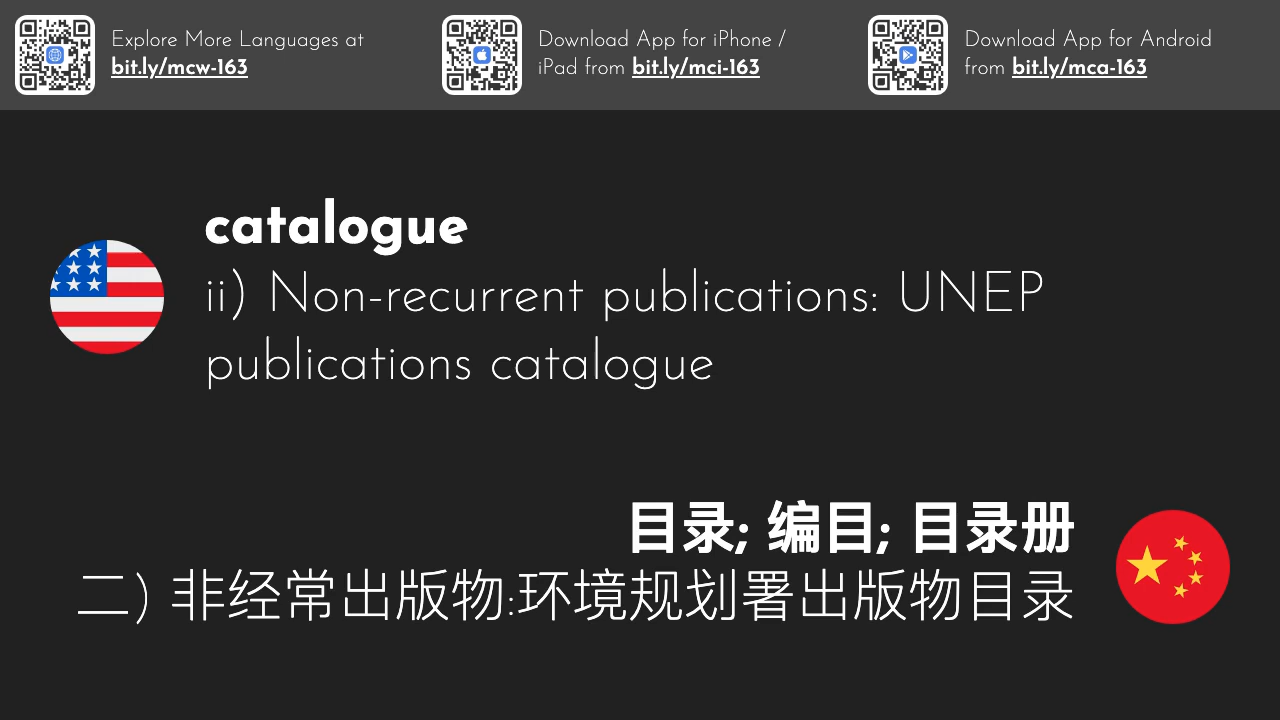 Explore More Languages at
bit.ly/mcw-163
Download App for iPhone /
iPad from bit.ly/mci-163
Download App for Android
from bit.ly/mca-163
catalogue
ii) Non-recurrent publications: UNEP
publications catalogue
目录; 编目; 目录册
二) 非经常出版物:环境规划署出版物目录